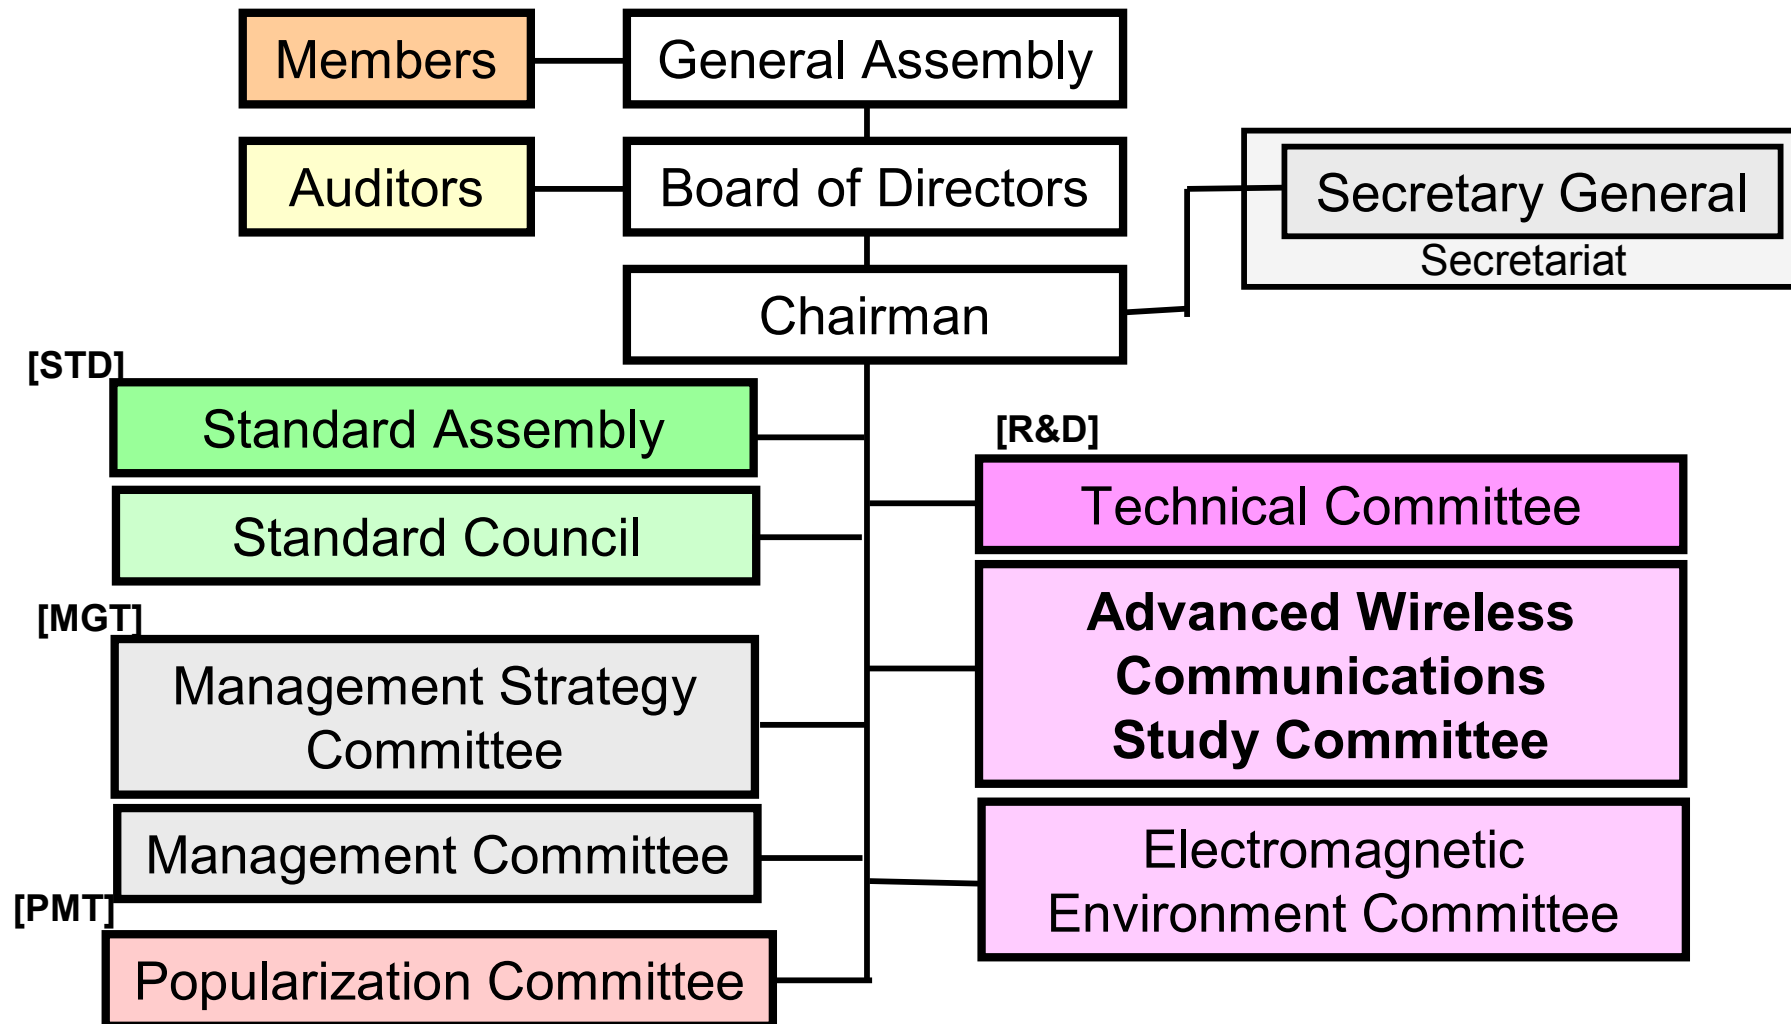 Members
General Assembly
Auditors
Board of Directors
Secretary General
Secretariat
Chairman
[STD]
Standard Assembly
Standard Council
[R&D]
Technical Committee
Advanced Wireless
Communications
Study Committee
Electromagnetic
Environment Committee
[MGT]
Management Strategy
Committee
Management Committee
[PMT]
Popularization Committee